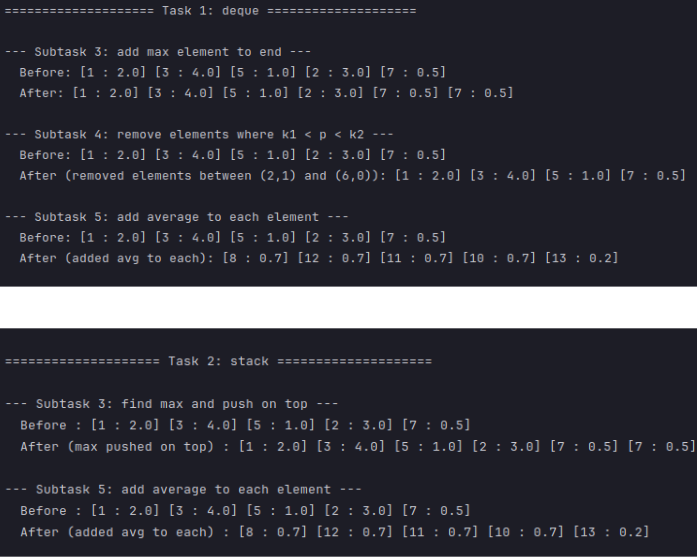 ==================== Task 1: deque ====================
--- Subtask 3: add max element to end ---
Before: [1 : 2.0] [3 : 4.0] [5 : 1.0] [2 : 3.0] [7 : 0.5]
After: [1 : 2.0] [3 : 4.0] [5 : 1.0] [2 : 3.0] [7 : 0.5] [7 : 0.5]
--- Subtask 4: remove elements where k1 < p < k2 ---
Before: [1 : 2.0] [3 : 4.0] [5 : 1.0] [2 : 3.0] [7 : 0.5]
After (removed elements between (2,1) and (6,0)): [1 : 2.0] [3 : 4.0] [5 : 1.0] [7 : 0.5]
--- Subtask 5: add average to each element ---
Before: [1 : 2.0] [3 : 4.0] [5 : 1.0] [2 : 3.0] [7 : 0.5]
After (added avg to each): [8 : 0.7] [12 : 0.7] [11 : 0.7] [10 : 0.7] [13 : 0.2]
==================== Task 2: stack ====================
--- Subtask 3: find max and push on top ---
Before : [1 : 2.0] [3 : 4.0] [5 : 1.0] [2 : 3.0] [7 : 0.5]
After (max pushed on top) : [1 : 2.0] [3 : 4.0] [5 : 1.0] [2 : 3.0] [7 : 0.5] [7 : 0.5]
--- Subtask 5: add average to each element ---
Before : [1 : 2.0] [3 : 4.0] [5 : 1.0] [2 : 3.0] [7 : 0.5]
After (added avg to each) : [8 : 0.7] [12 : 0.7] [11 : 0.7] [10 : 0.7] [13 : 0.2]